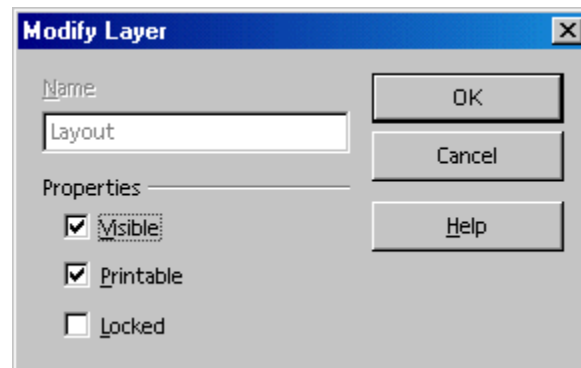 Modify Layer
Name
Layout
OK
Cancel
Properties
Visible
Help
Printable
Locked